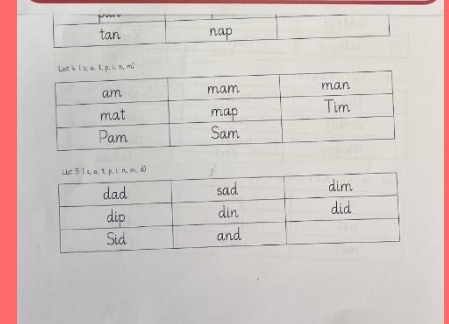 tan nap
List 4 (s, a, t, p, i, n, m)
am mam man
mat map Tim
Pam Sam
List 5 (s, a, t, p, i, n, m, d)
dad sad dim
dip din did
Sid and